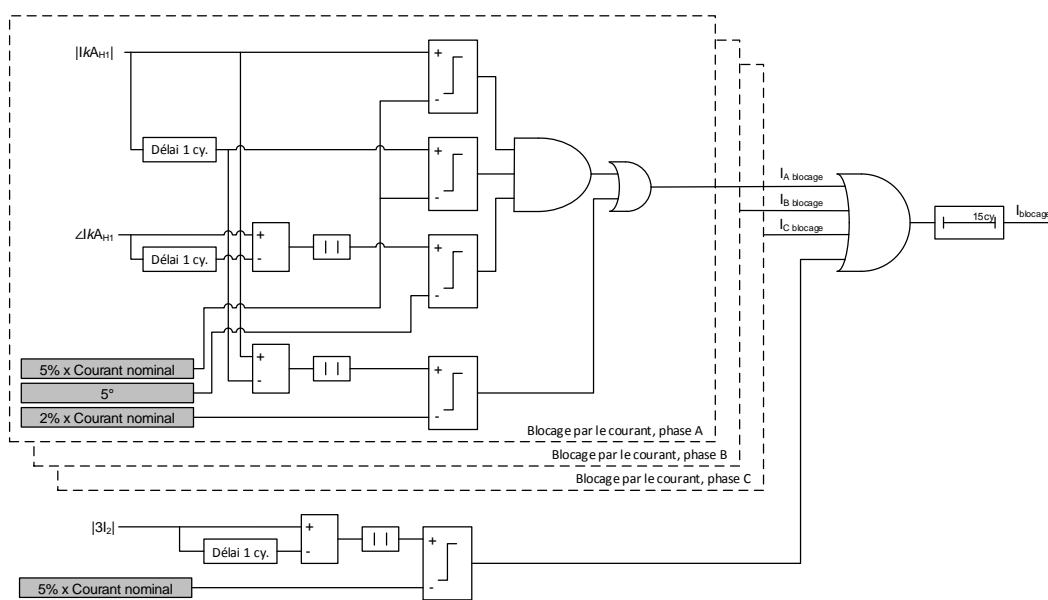 |IkA_H1|
+
-
Délai 1 cy.
+
-
∠IkA_H1
Délai 1 cy.
+
-
| |
+
-
5% x Courant nominal
5°
2% x Courant nominal
+
-
| |
+
-
Blocage par le courant, phase A
Blocage par le courant, phase B
Blocage par le courant, phase C
I_A blocage
I_B blocage
I_C blocage
15cy
I_blocage
|3I_2|
Délai 1 cy.
+
-
| |
+
-
5% x Courant nominal